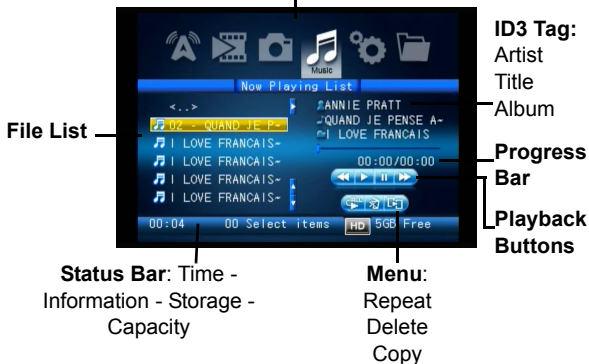 ID3 Tag:
Artist
Title
Album
Music
Now Playing List
<..>
02 - QUAND JE P~
I LOVE FRANCAIS~
I LOVE FRANCAIS~
I LOVE FRANCAIS~
I LOVE FRANCAIS~
ANNIE PRATT
QUAND JE PENSE A~
I LOVE FRANCAIS
00:00/00:00
00:04 00 Select items HD 5GB Free
File List
Progress
Bar
Playback
Buttons
Status Bar: Time -
Information - Storage -
Capacity
Menu:
Repeat
Delete
Copy